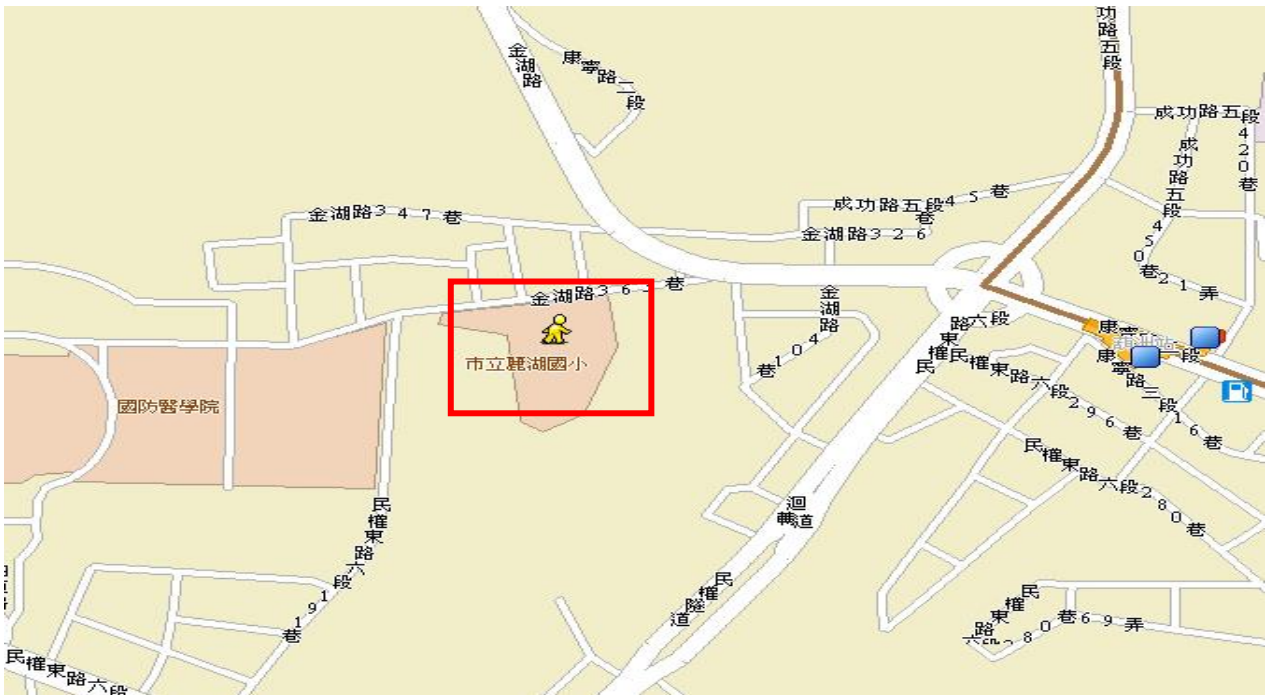 功路五段
金湖路
康寧路二段
成功路五段420巷
成功路五段450巷21弄
金湖路347巷
成功路五段45巷
金湖路326巷
金湖路363巷
金湖路104巷
民權東路六段
康寧路三段
康寧路三段16巷
市立麗湖國小
國防醫學院
民權東路六段296巷
民權東路六段280巷
迴轉道
民權東路六段191巷
民權隧道
民權東路六段280巷69弄
民權東路六段